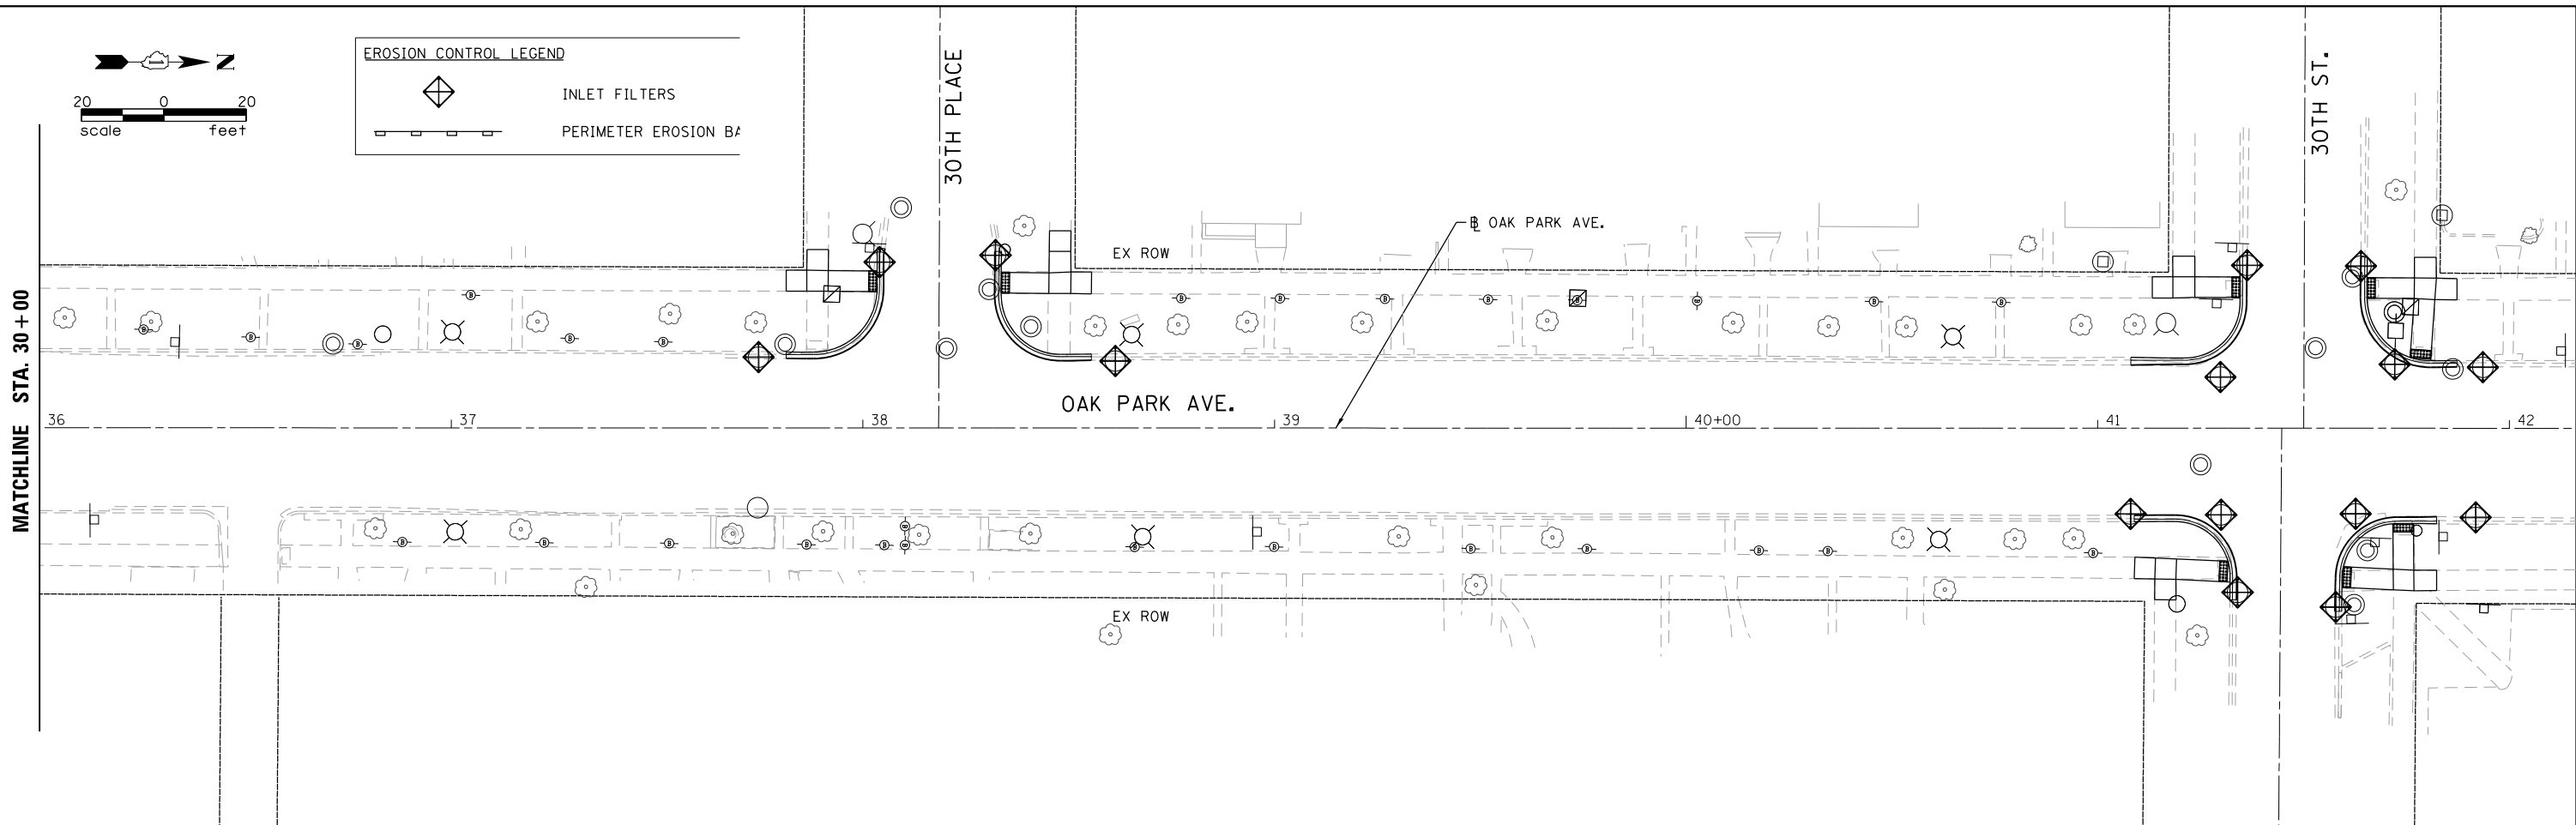 N
20 0 20
scale feet
EROSION CONTROL LEGEND
INLET FILTERS
PERIMETER EROSION BA
30TH PLACE
30TH ST.
℄ OAK PARK AVE.
EX ROW
MATCHLINE STA. 30+00
OAK PARK AVE.
36 37 38 39 40+00 41 42
EX ROW